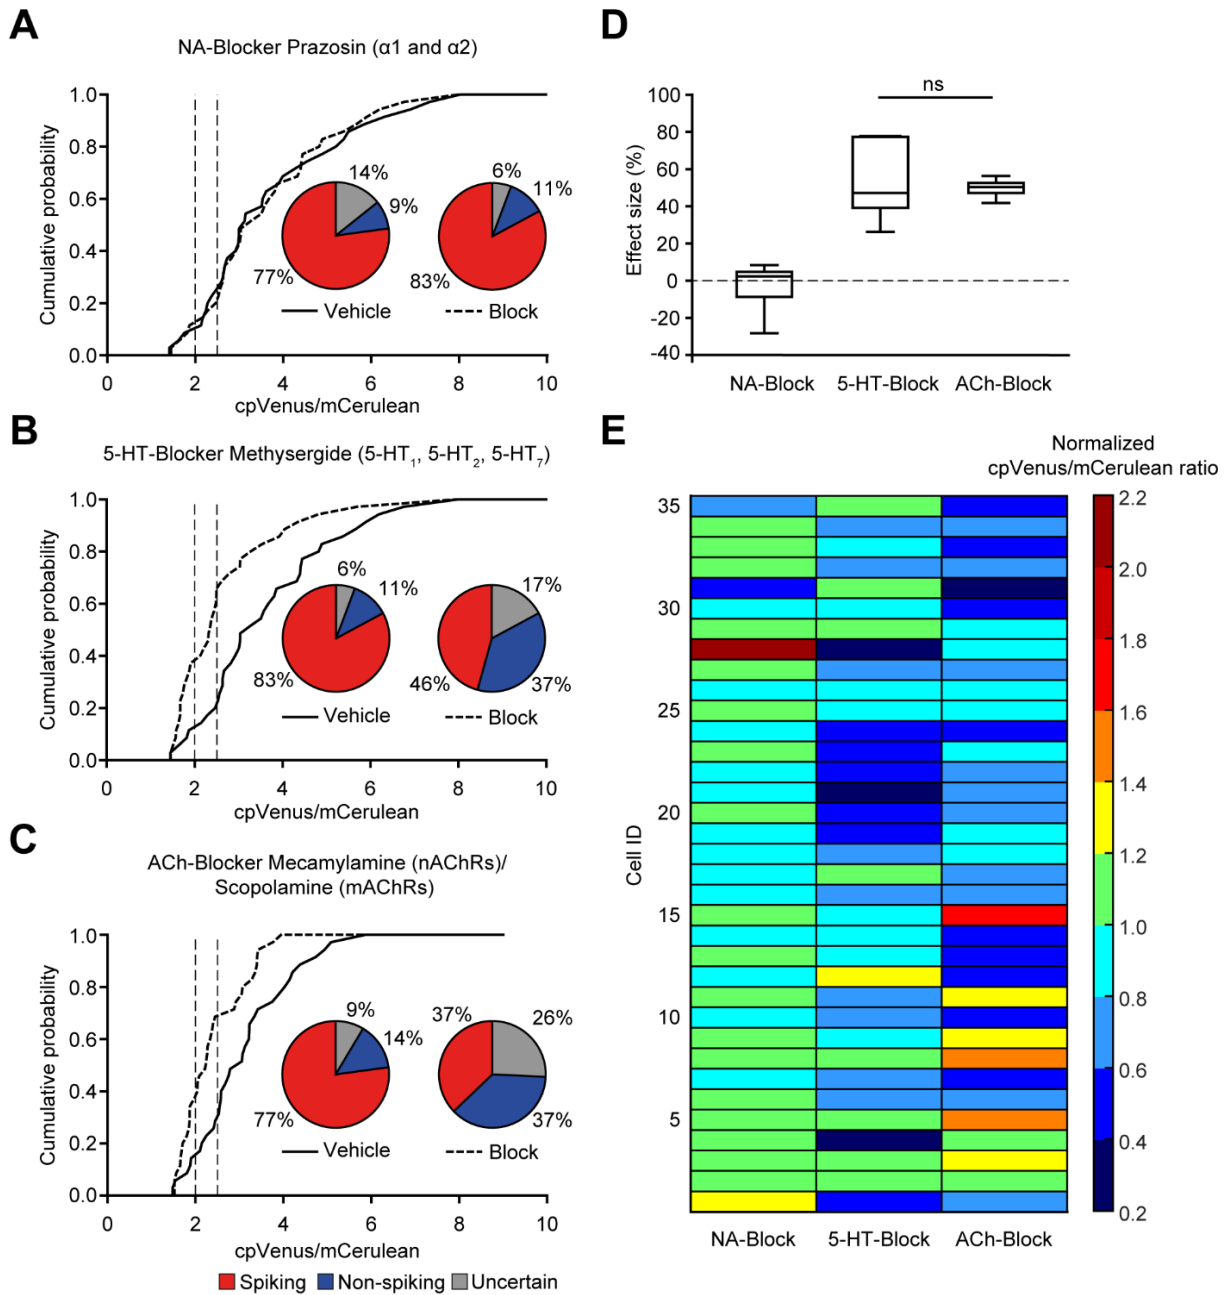 A
NA-Blocker Prazosin (α1 and α2)
Cumulative probability
1.0
0.8
0.6
0.4
0.2
0.0
0 2 4 6 8 10
cpVenus/mCerulean
14%
9%
77%
6%
11%
83%
Vehicle
Block
B
5-HT-Blocker Methysergide (5-HT1, 5-HT2, 5-HT7)
Cumulative probability
1.0
0.8
0.6
0.4
0.2
0.0
0 2 4 6 8 10
cpVenus/mCerulean
6%
11%
83%
17%
46%
37%
Vehicle
Block
C
ACh-Blocker Mecamylamine (nAChRs)/
Scopolamine (mAChRs)
Cumulative probability
1.0
0.8
0.6
0.4
0.2
0.0
0 2 4 6 8 10
cpVenus/mCerulean
9%
14%
77%
37%
26%
37%
Vehicle
Block
Spiking Non-spiking Uncertain
D
ns
Effect size (%)
100
80
60
40
20
0
-20
-40
NA-Block 5-HT-Block ACh-Block
E
Normalized
cpVenus/mCerulean ratio
Cell ID
35
30
25
20
15
10
5
NA-Block 5-HT-Block ACh-Block
2.2
2.0
1.8
1.6
1.4
1.2
1.0
0.8
0.6
0.4
0.2